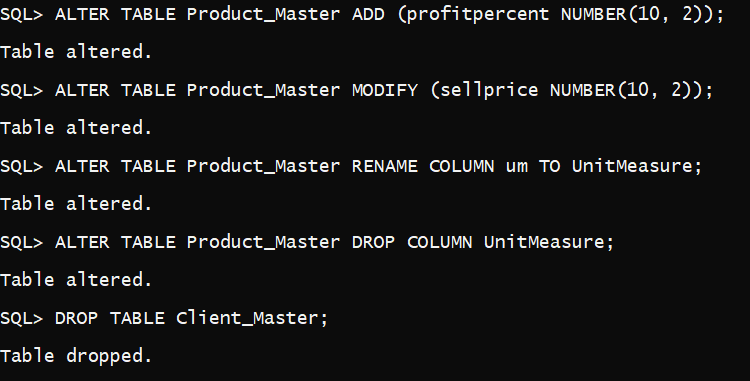 SQL> ALTER TABLE Product_Master ADD (profitpercent NUMBER(10, 2));
Table altered.
SQL> ALTER TABLE Product_Master MODIFY (sellprice NUMBER(10, 2));
Table altered.
SQL> ALTER TABLE Product_Master RENAME COLUMN um TO UnitMeasure;
Table altered.
SQL> ALTER TABLE Product_Master DROP COLUMN UnitMeasure;
Table altered.
SQL> DROP TABLE Client_Master;
Table dropped.